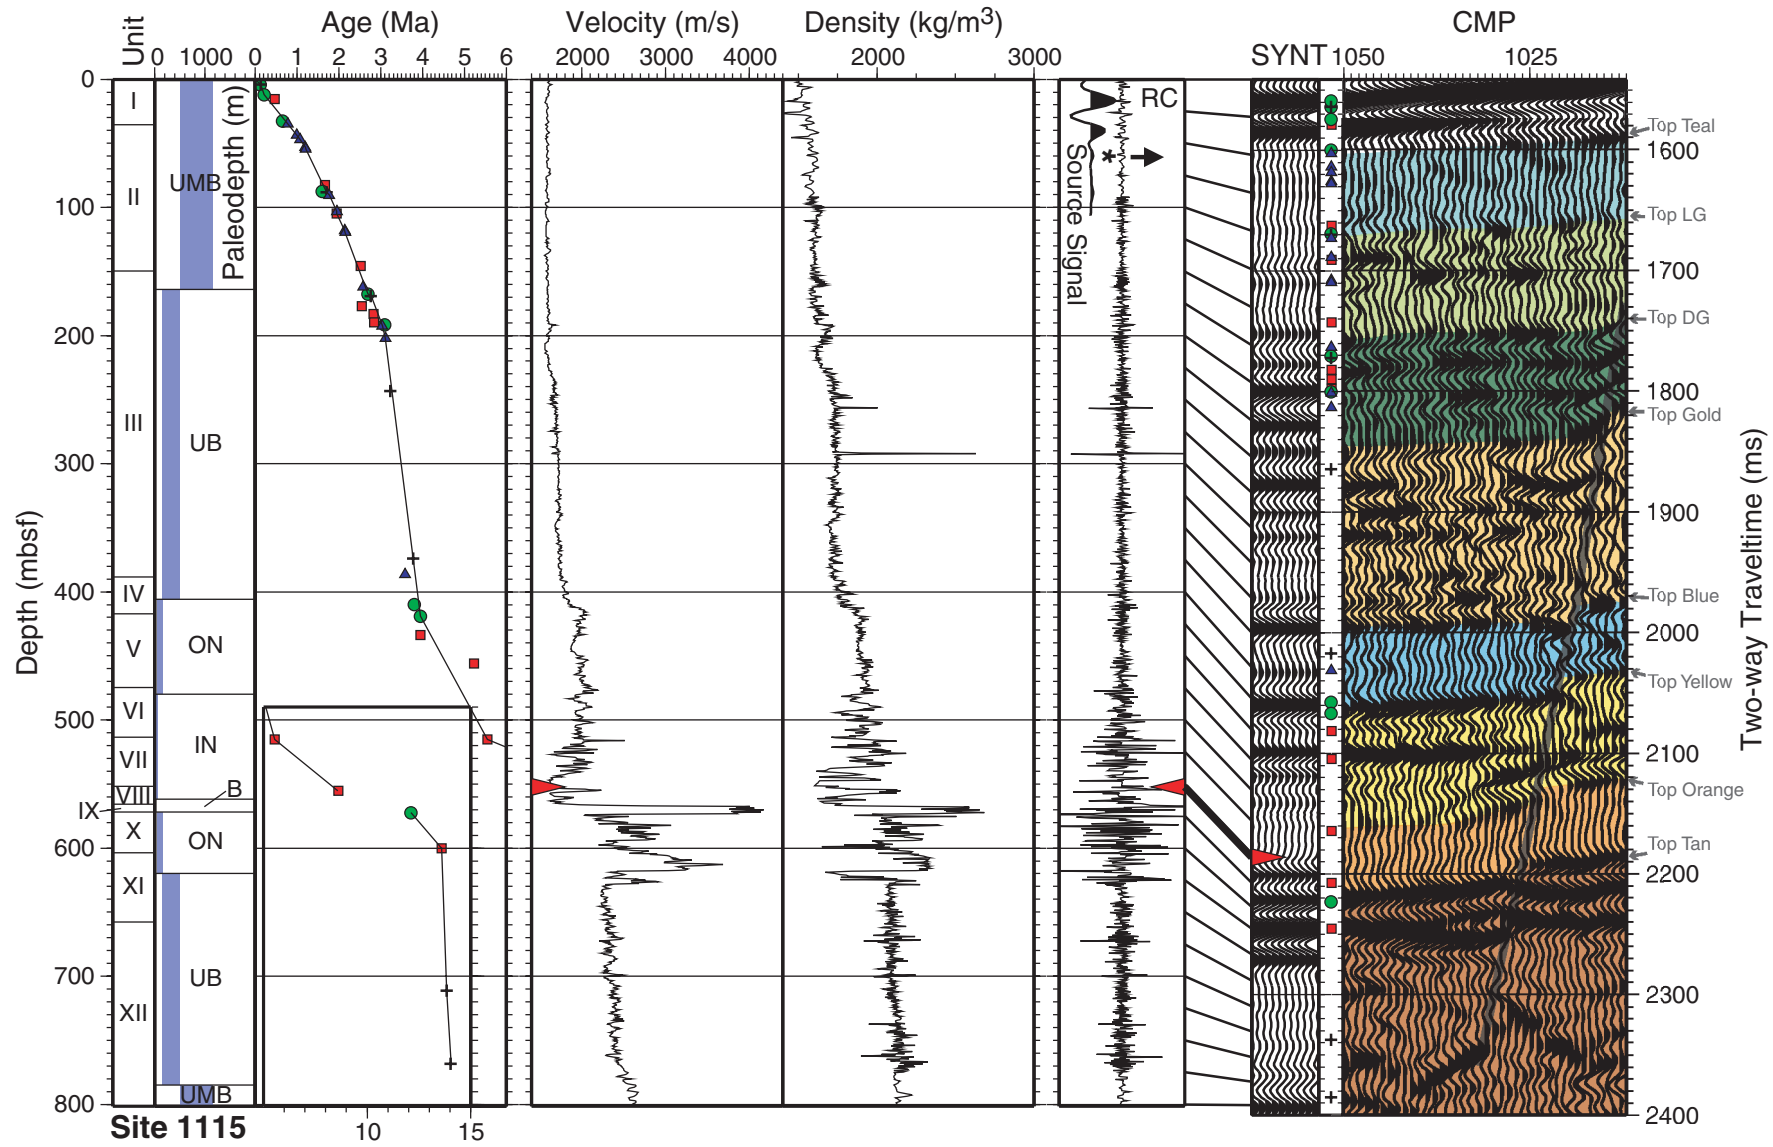 Age (Ma)
Velocity (m/s)
Density (kg/m3)
CMP
Unit
0 1000
0 1 2 3 4 5 6
2000 3000 4000
2000 3000
SYNT
1050 1025
Paleodepth (m)
RC
Source Signal
*
Depth (mbsf)
0
100
200
300
400
500
600
700
800
I
II
III
IV
V
VI
VII
VIII
IX
X
XI
XII
UMB
UB
ON
IN
B
ON
UB
UMB
Site 1115
10 15
Top Teal
1600
Top LG
1700
Top DG
1800
Top Gold
1900
Top Blue
2000
Top Yellow
2100
Top Orange
Top Tan
2200
2300
2400
Two-way Traveltime (ms)